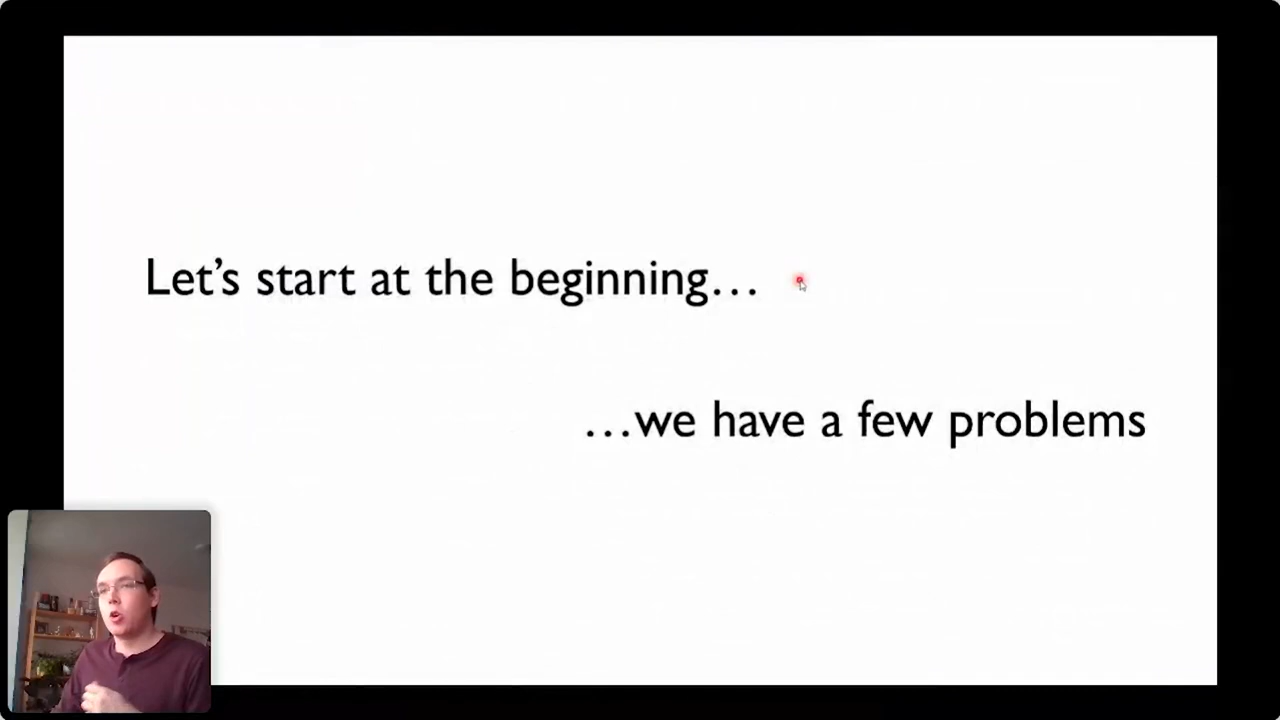 Let’s start at the beginning…
…we have a few problems